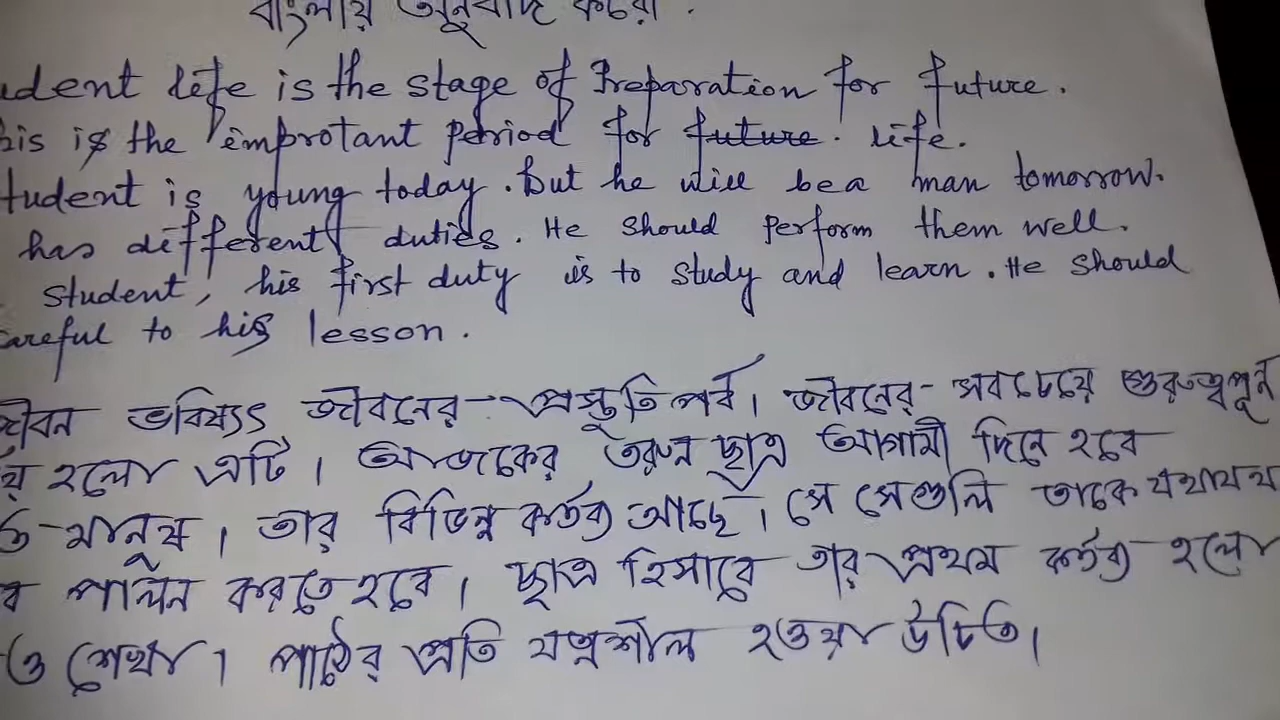 বাংলায় অনুবাদ করো.
udent life is the stage of Preparation for future.
his is the improtant period for future. life.
tudent is young today. But he will be a man tomorrow.
has different duties. He should perform them well.
student, his first duty is to study and learn. He should
careful to his lesson.
জীবন ভবিষ্যৎ জীবনের প্রস্তুতি পর্ব। জীবনের সবচেয়ে গুরুত্বপূর্ন
য় হলো এটি। আজকের তরুন ছাত্র আগামী দিনে হবে
ত মানুষ। তার বিভিন্ন কর্তব্য আছে। সে সেগুলি তাকে যথাযথ
ব পালন করতে হবে। ছাত্র হিসাবে তার প্রথম কর্তব্য হলো
ও শেখা। পাঠের প্রতি যত্নশীল হওয়া উচিত।